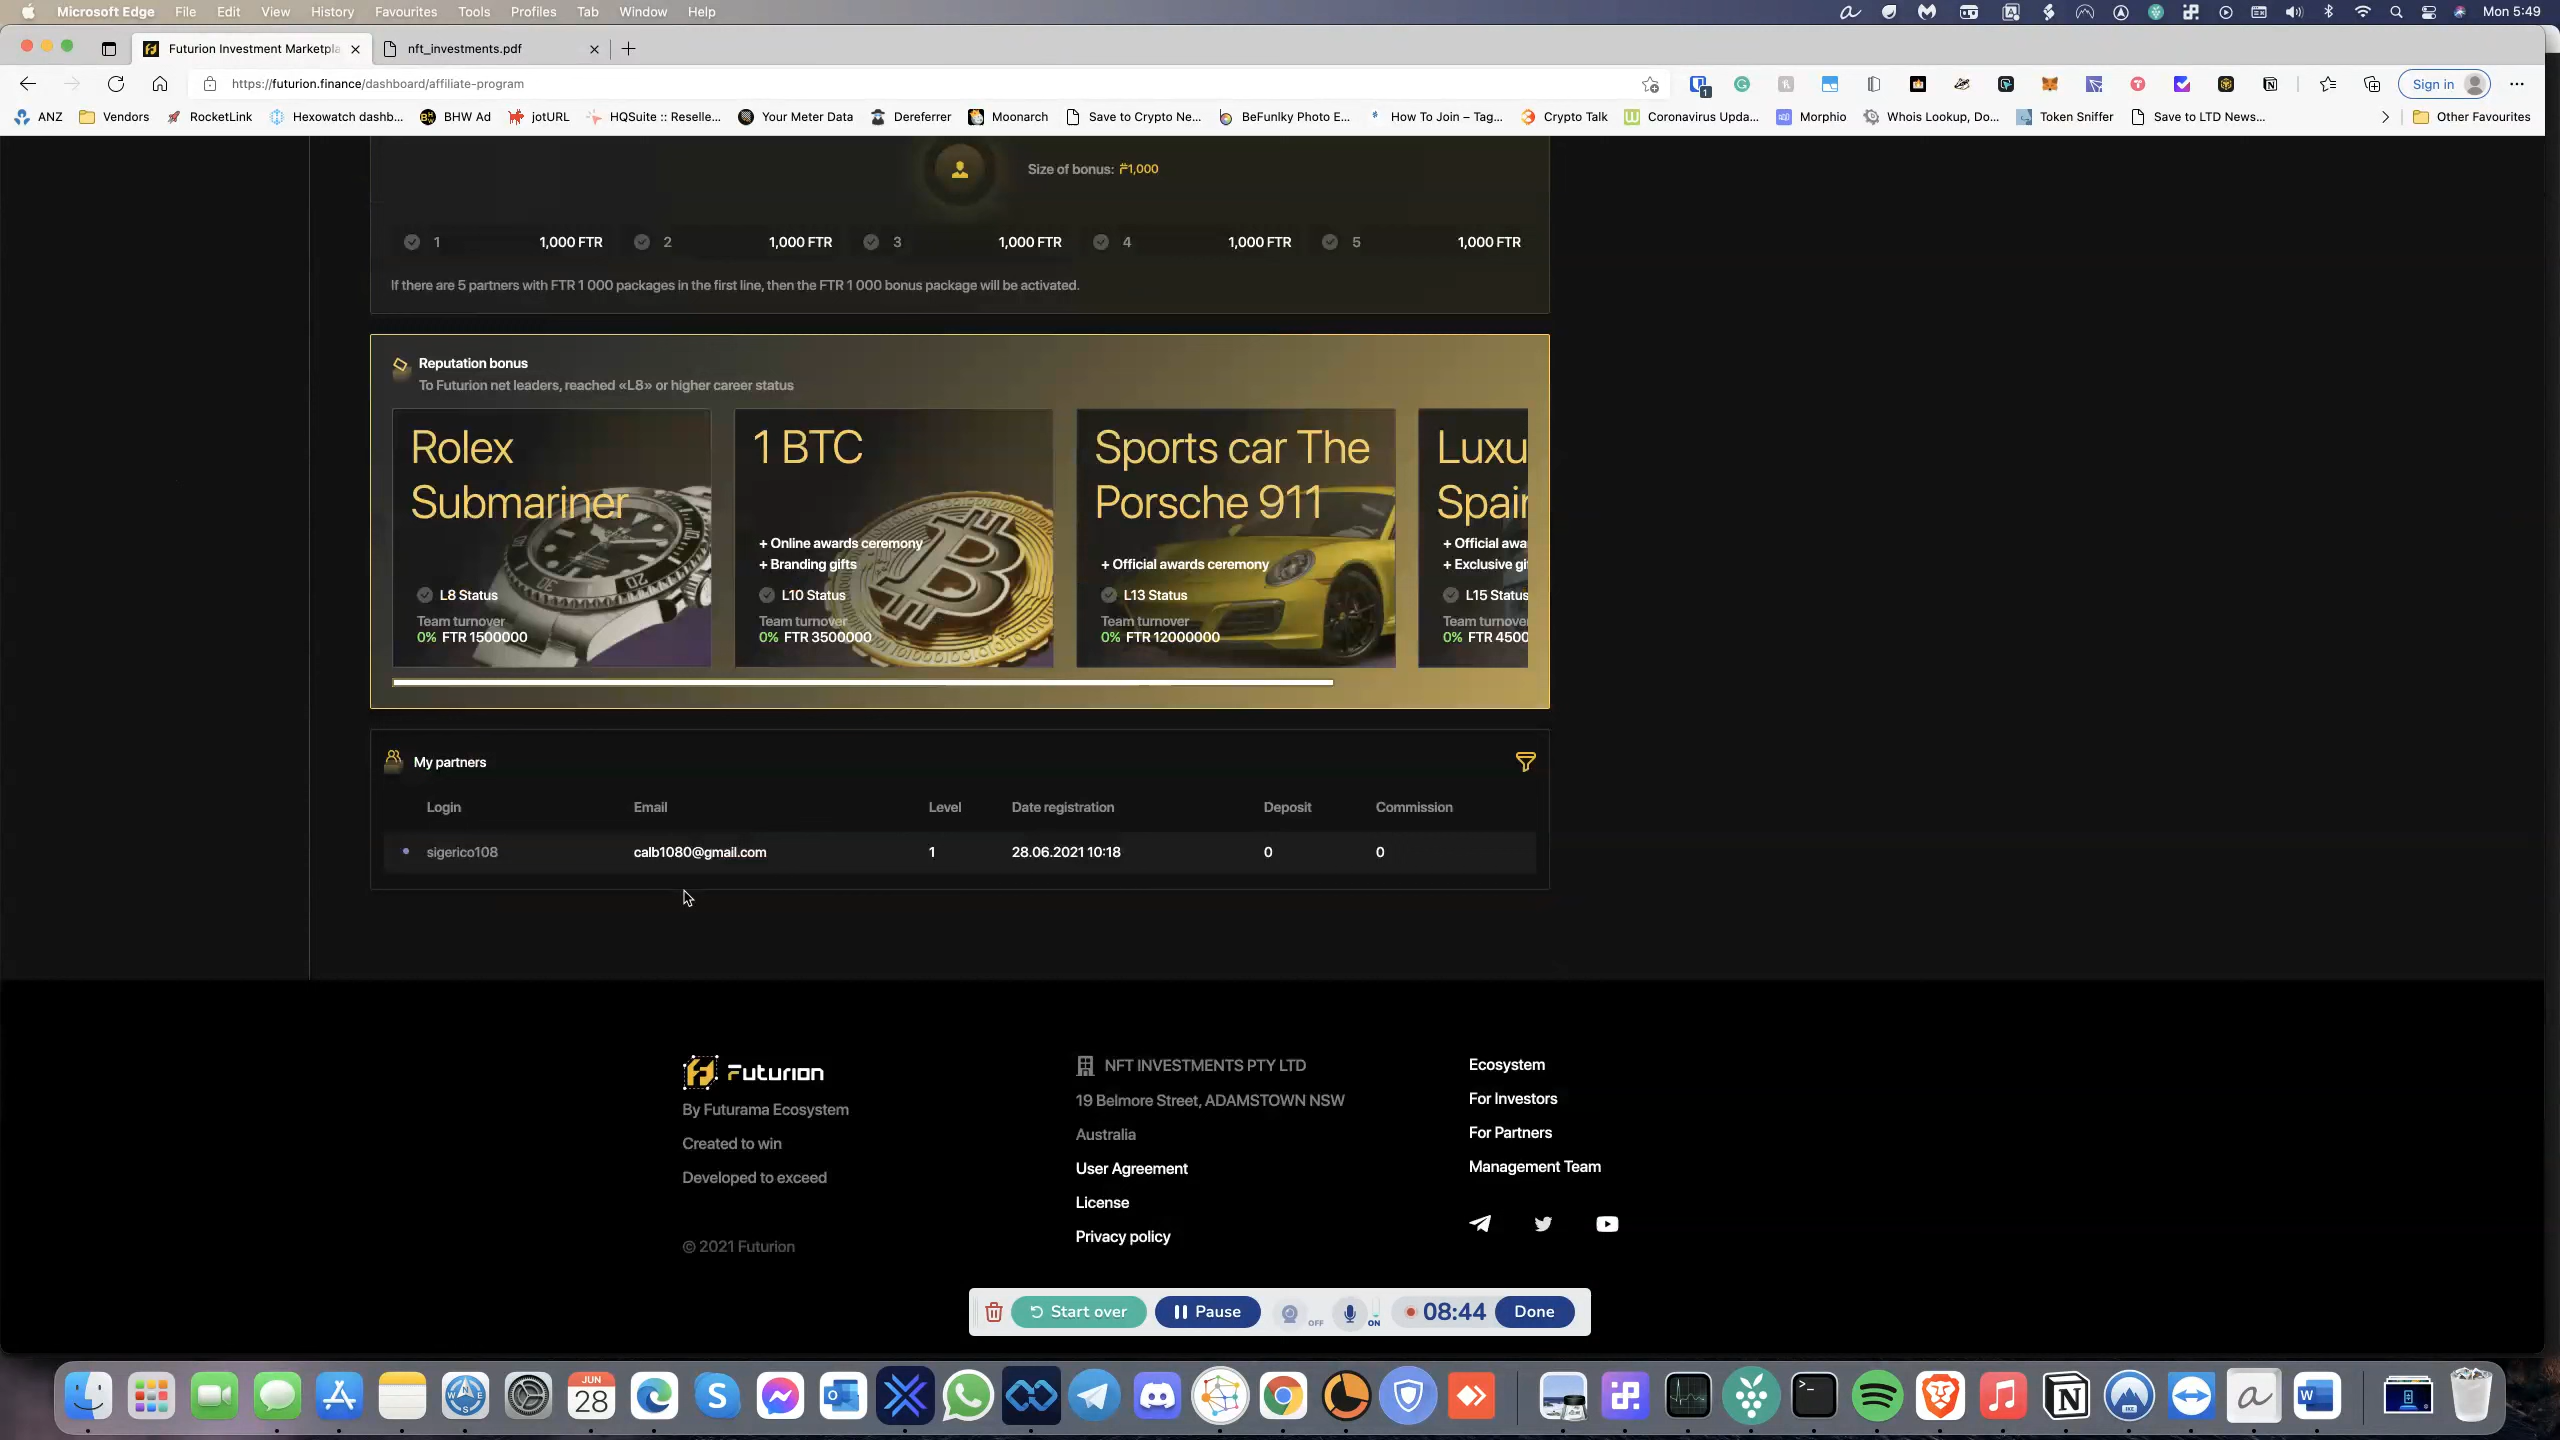 Microsoft Edge File Edit View History Favourites Tools Profiles Tab Window Help Mon 5:49
Futurion Investment Marketpla nft_investments.pdf
https://futurion.finance/dashboard/affiliate-program Sign in
ANZ Vendors RocketLink Hexowatch dashb... BHW Ad jotURL HQSuite :: Reselle... Your Meter Data Dereferrer Moonarch Save to Crypto Ne... BeFunlky Photo E... How To Join – Tag... Crypto Talk Coronavirus Upda... Morphio Whois Lookup, Do... Token Sniffer Save to LTD News... Other Favourites
Size of bonus: 1,000
1 1,000 FTR 2 1,000 FTR 3 1,000 FTR 4 1,000 FTR 5 1,000 FTR
If there are 5 partners with FTR 1 000 packages in the first line, then the FTR 1 000 bonus package will be activated.
Reputation bonus
To Futurion net leaders, reached «L8» or higher career status
Rolex
Submariner
L8 Status
Team turnover
0% FTR 1500000
1 BTC
+ Online awards ceremony
+ Branding gifts
L10 Status
Team turnover
0% FTR 3500000
Sports car The
Porsche 911
+ Official awards ceremony
L13 Status
Team turnover
0% FTR 12000000
Luxu
Spain
+ Official awa
+ Exclusive gi
L15 Status
Team turnove
0% FTR 4500
My partners
Login Email Level Date registration Deposit Commission
sigerico108 calb1080@gmail.com 1 28.06.2021 10:18 0 0
Futurion
By Futurama Ecosystem
Created to win
Developed to exceed
© 2021 Futurion
NFT INVESTMENTS PTY LTD
19 Belmore Street, ADAMSTOWN NSW
Australia
User Agreement
License
Privacy policy
Ecosystem
For Investors
For Partners
Management Team
Start over Pause OFF ON 08:44 Done
JUN
28